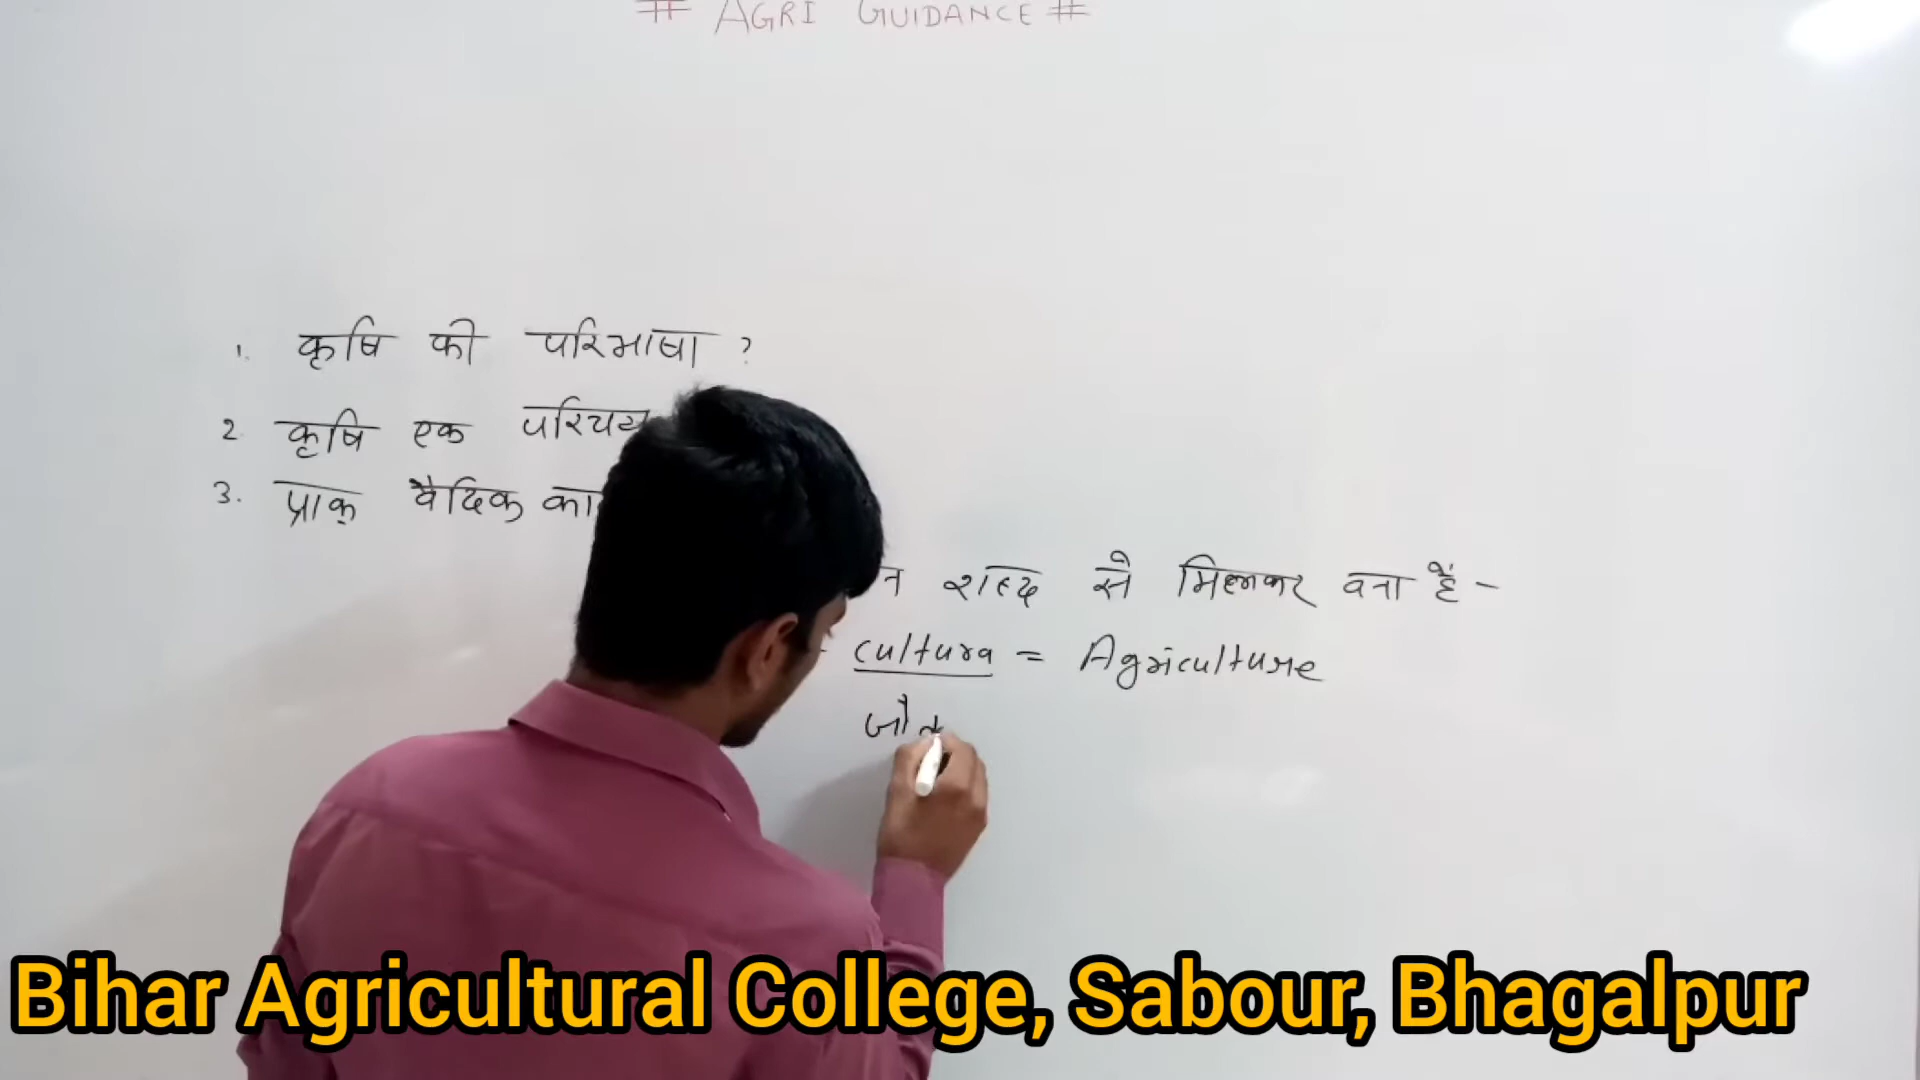 # AGRI GUIDANCE #
1. कृषि की परिभाषा ?
2. कृषि एक परिचय
3. प्राक् वैदिक
शब्द से मिलकर बना हैं -
cultura = Agriculture
Bihar Agricultural College, Sabour, Bhagalpur